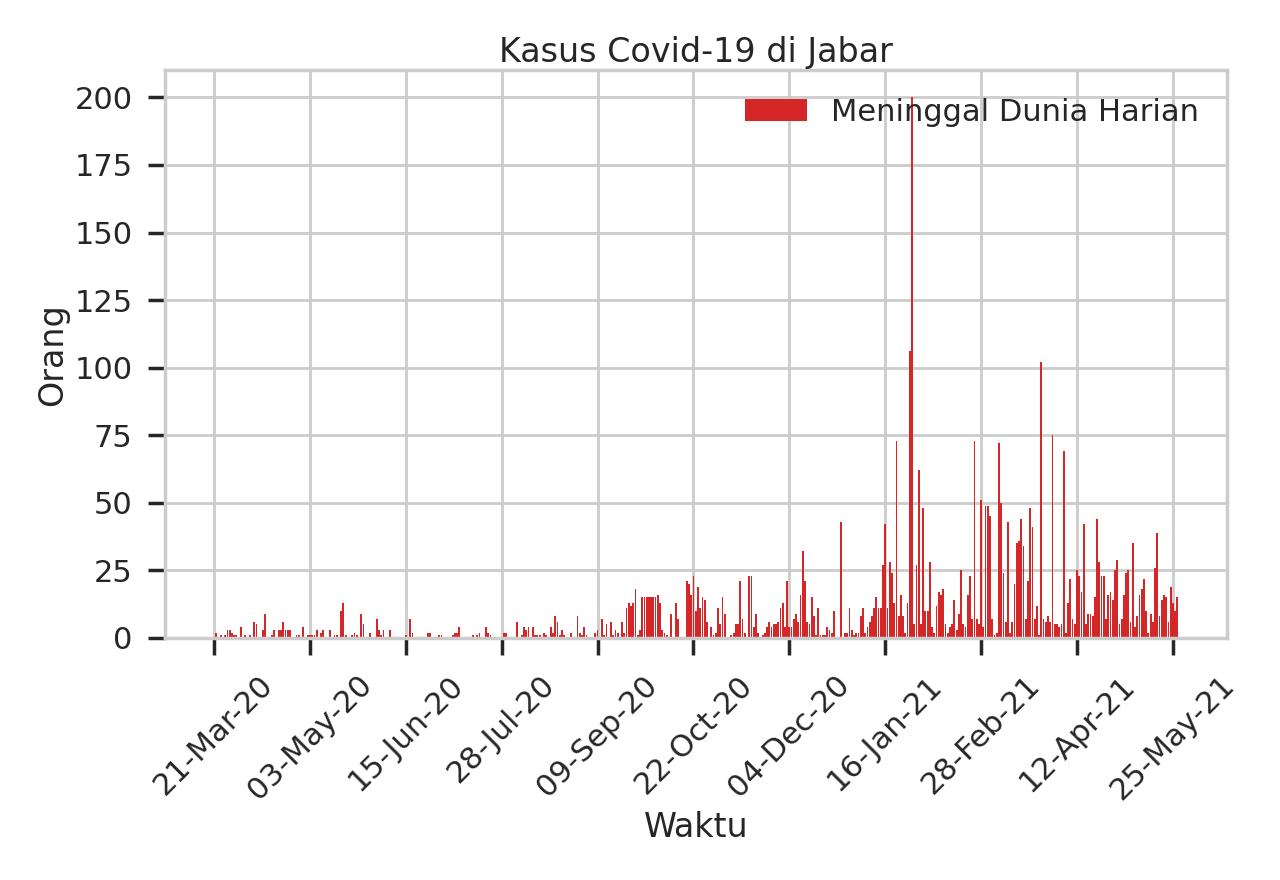 Kasus Covid-19 di Jabar
Meninggal Dunia Harian
200
175
150
125
100
75
50
25
0
Orang
21-Mar-20
03-May-20
15-Jun-20
28-Jul-20
09-Sep-20
22-Oct-20
04-Dec-20
16-Jan-21
28-Feb-21
12-Apr-21
25-May-21
Waktu